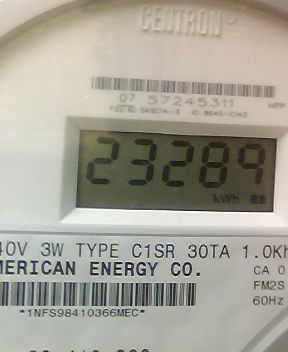 CENTRON®
07 57245311
23289
kWh
40V 3W TYPE C1SR 30TA 1.0Kh
MERICAN ENERGY CO.
CA 0
FM2S
60Hz
*1NFS98410366MEC*